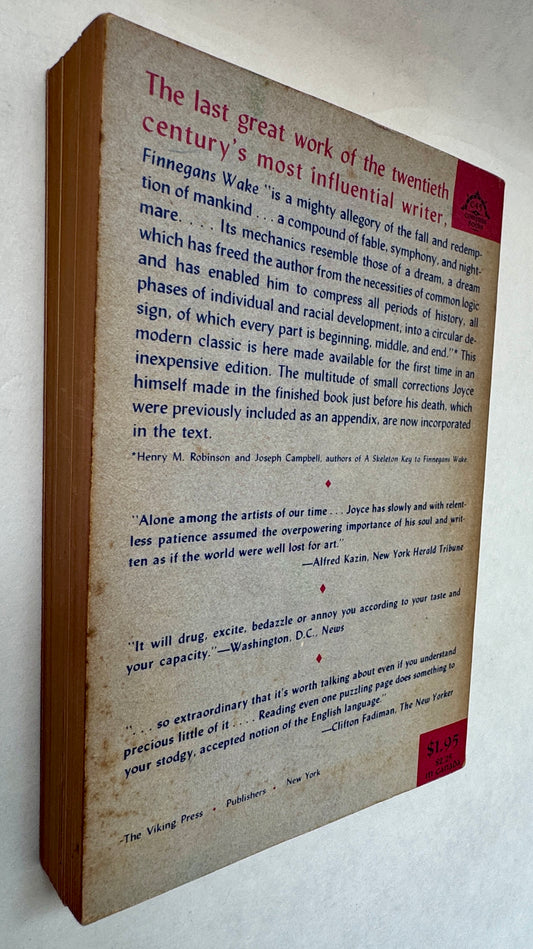 The last great work of the twentieth
century's most influential writer,
C45
COMPASS
BOOKS
Finnegans Wake "is a mighty allegory of the fall and redemp-
tion of mankind . . . a compound of fable, symphony, and night-
mare. . . . Its mechanics resemble those of a dream, a dream
which has freed the author from the necessities of common logic
and has enabled him to compress all periods of history, all
phases of individual and racial development, into a circular de-
sign, of which every part is beginning, middle, and end."* This
modern classic is here made available for the first time in an
inexpensive edition. The multitude of small corrections Joyce
himself made in the finished book just before his death, which
were previously included as an appendix, are now incorporated
in the text.
*Henry M. Robinson and Joseph Campbell, authors of A Skeleton Key to Finnegans Wake.
"Alone among the artists of our time . . . Joyce has slowly and with relent-
less patience assumed the overpowering importance of his soul and writ-
ten as if the world were well lost for art."
—Alfred Kazin, New York Herald Tribune
"It will drug, excite, bedazzle or annoy you according to your taste and
your capacity."—Washington, D.C., News
". . . so extraordinary that it's worth talking about even if you understand
precious little of it . . . . Reading even one puzzling page does something to
your stodgy, accepted notion of the English language."
—Clifton Fadiman, The New Yorker
$1.95
$2.25
IN CANADA
The Viking Press • Publishers • New York